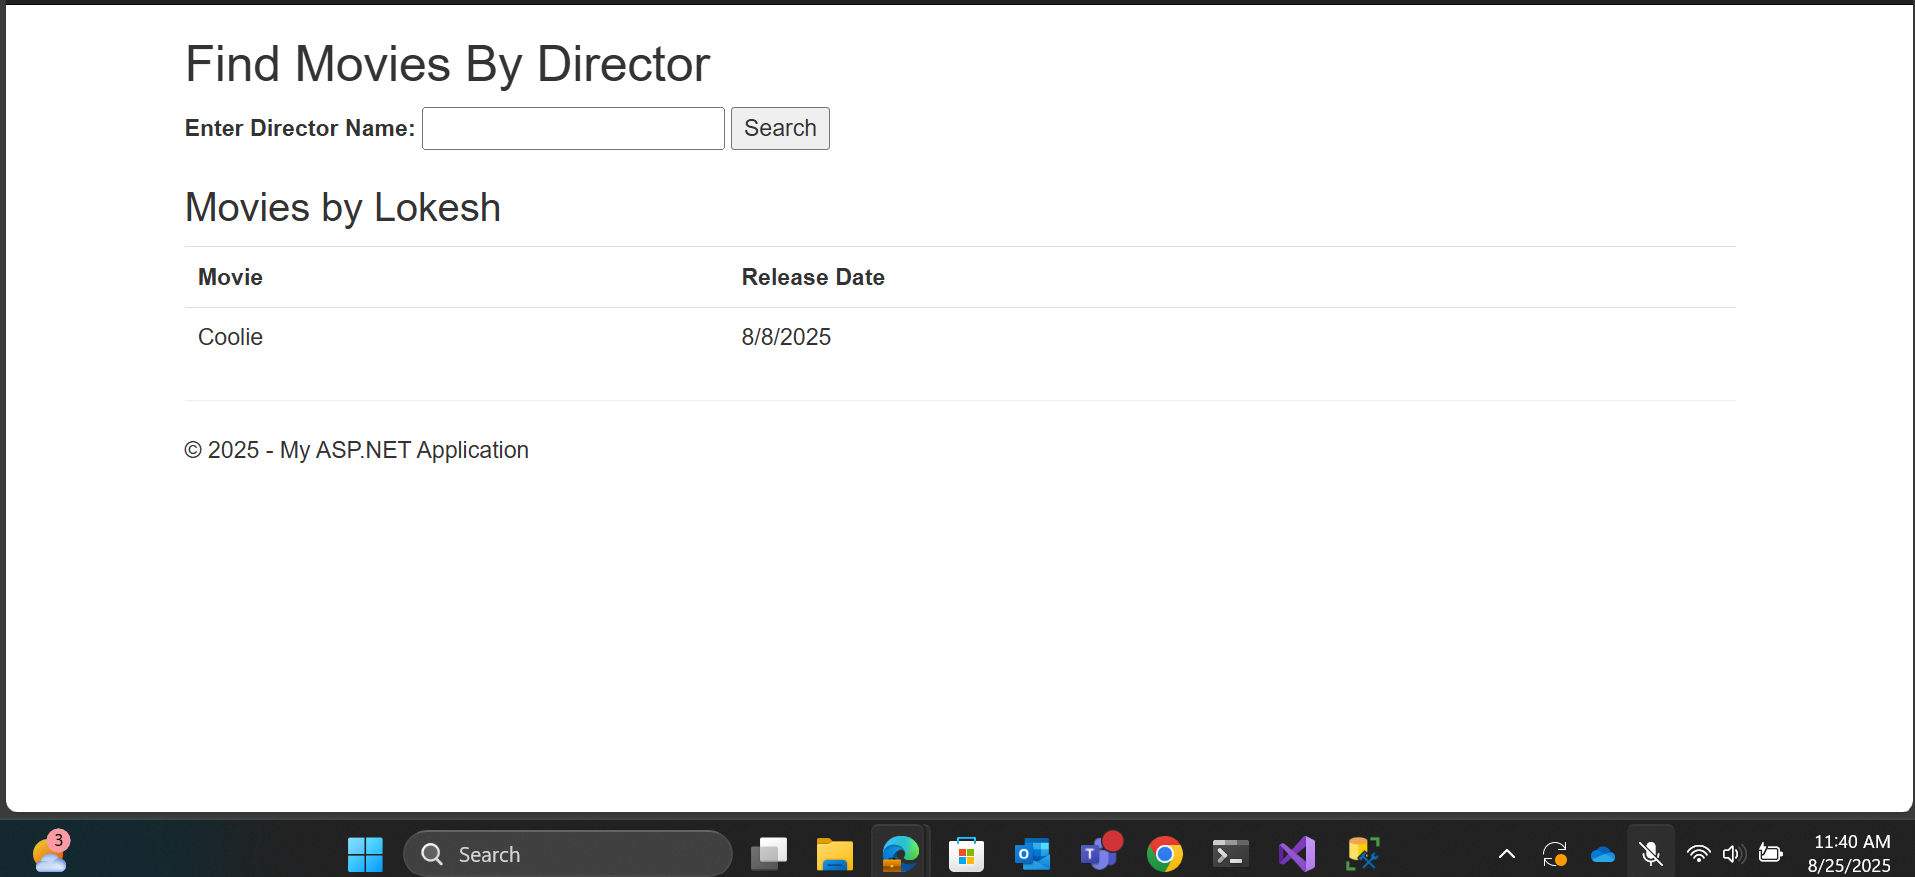 Find Movies By Director
Enter Director Name: Search
Movies by Lokesh
Movie Release Date
Coolie 8/8/2025
© 2025 - My ASP.NET Application
3
Search
11:40 AM
8/25/2025